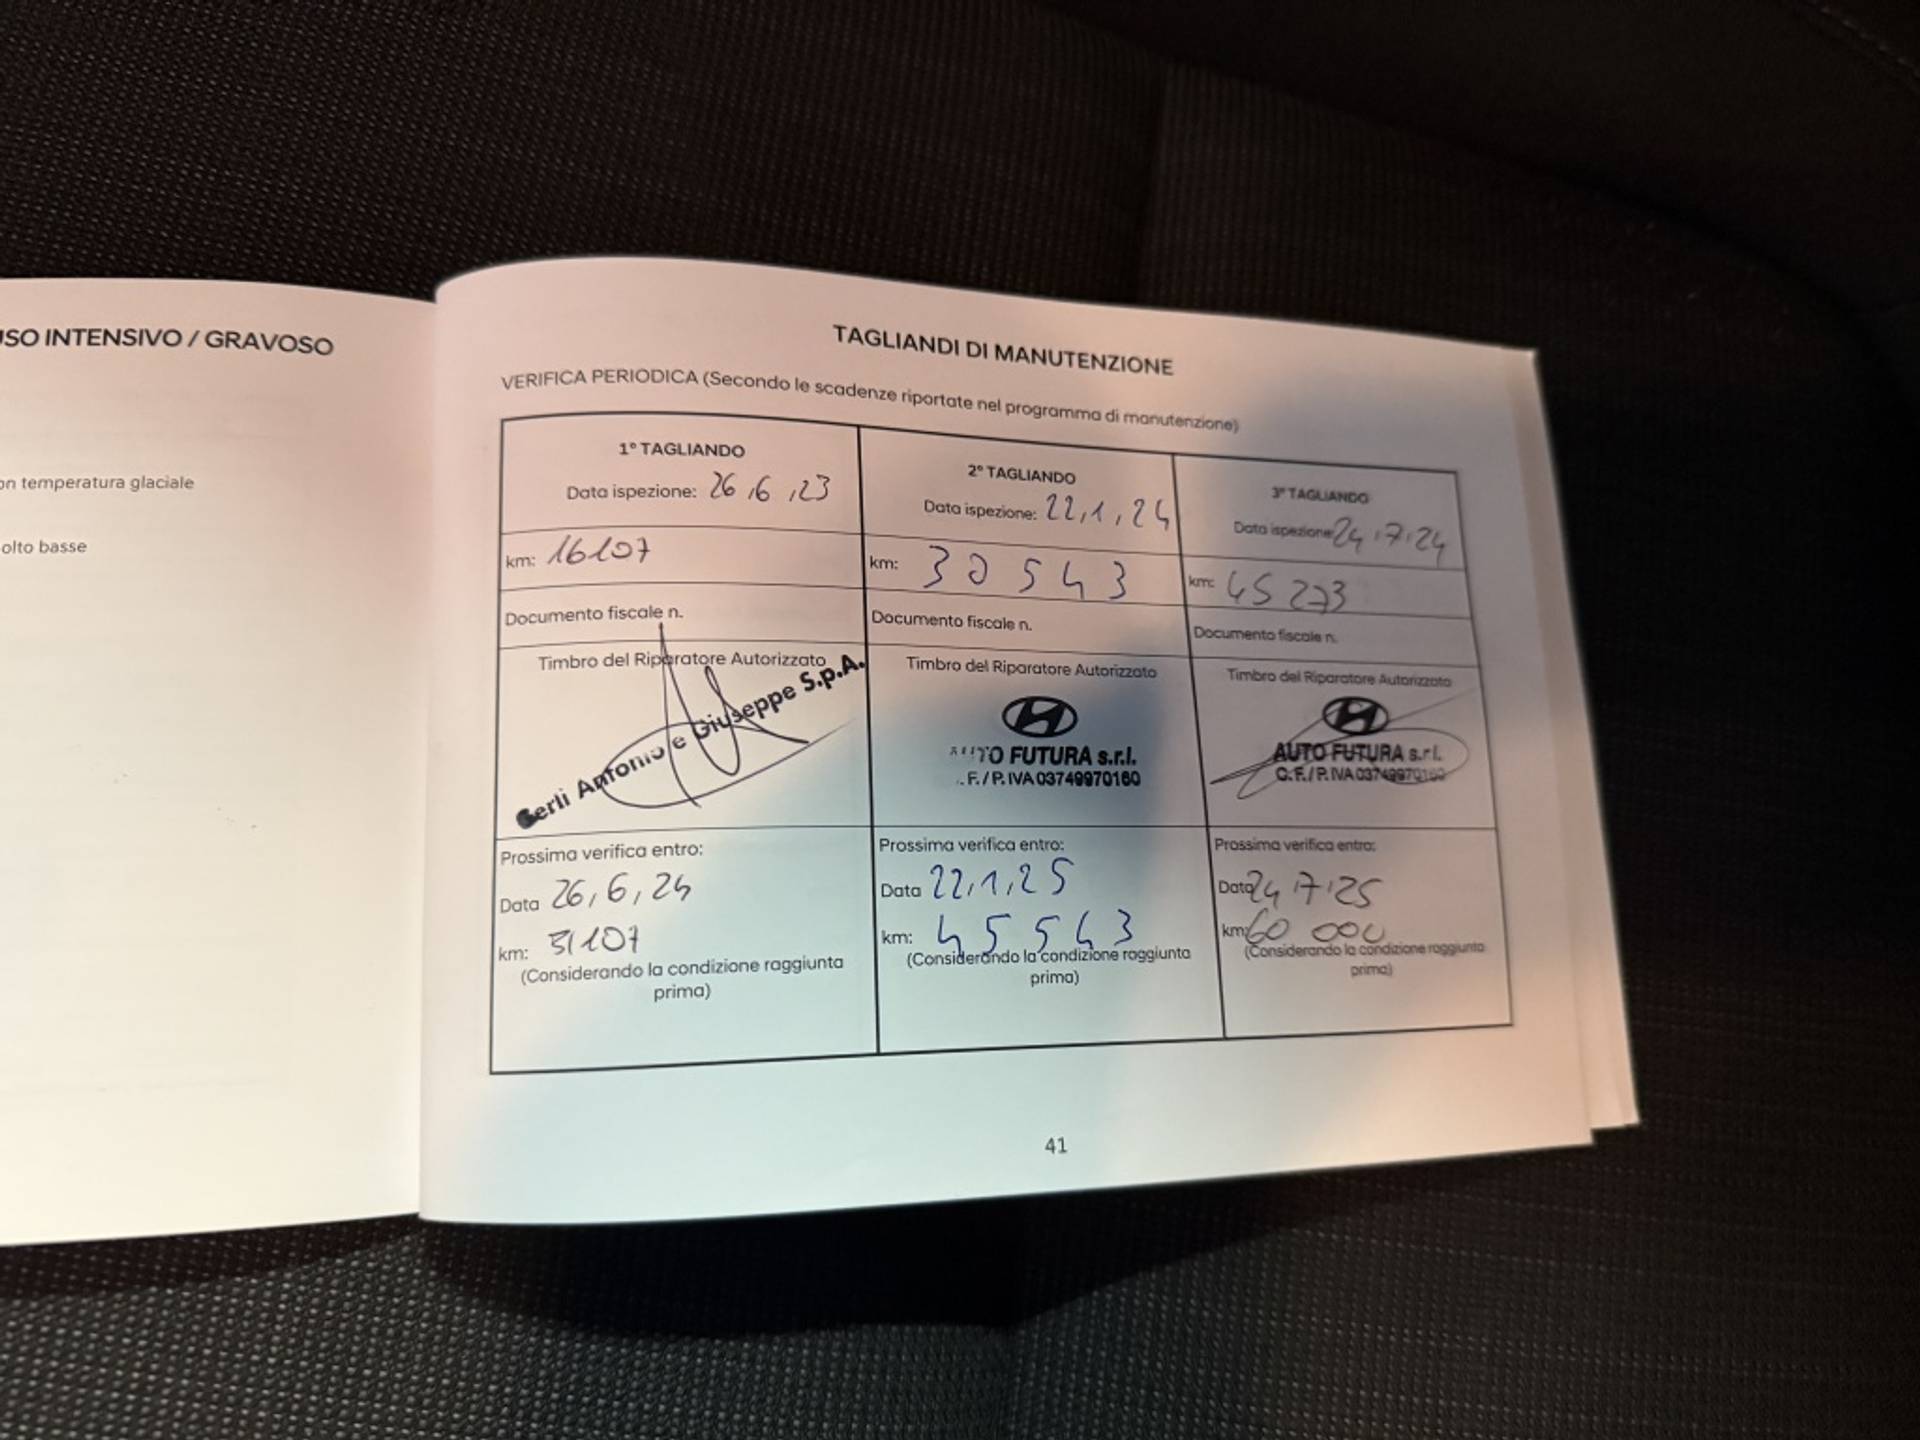 USO INTENSIVO / GRAVOSO
on temperatura glaciale
olto basse
TAGLIANDI DI MANUTENZIONE
VERIFICA PERIODICA (Secondo le scadenze riportate nel programma di manutenzione)
1° TAGLIANDO
Data ispezione: 26,6,23
km: 16107
Documento fiscale n.
Timbro del Riparatore Autorizzato
Gerli Antonio e Giuseppe S.p.A.
Prossima verifica entro:
Data 26,6,24
km: 31107
(Considerando la condizione raggiunta
prima)
2° TAGLIANDO
Data ispezione: 22,1,24
km: 30543
Documento fiscale n.
Timbro del Riparatore Autorizzato
AUTO FUTURA s.r.l.
.F./P.IVA 03749970160
Prossima verifica entro:
Data 22,1,25
km: 45543
(Considerando la condizione raggiunta
prima)
3° TAGLIANDO
Data ispezione: 24.7.24
km: 45273
Documento fiscale n.
Timbro del Riparatore Autorizzato
AUTO FUTURA s.r.l.
C.F./P.IVA 03749970160
Prossima verifica entro:
Data 24.7.25
km: 60 000
(Considerando la condizione raggiunta
prima)
41